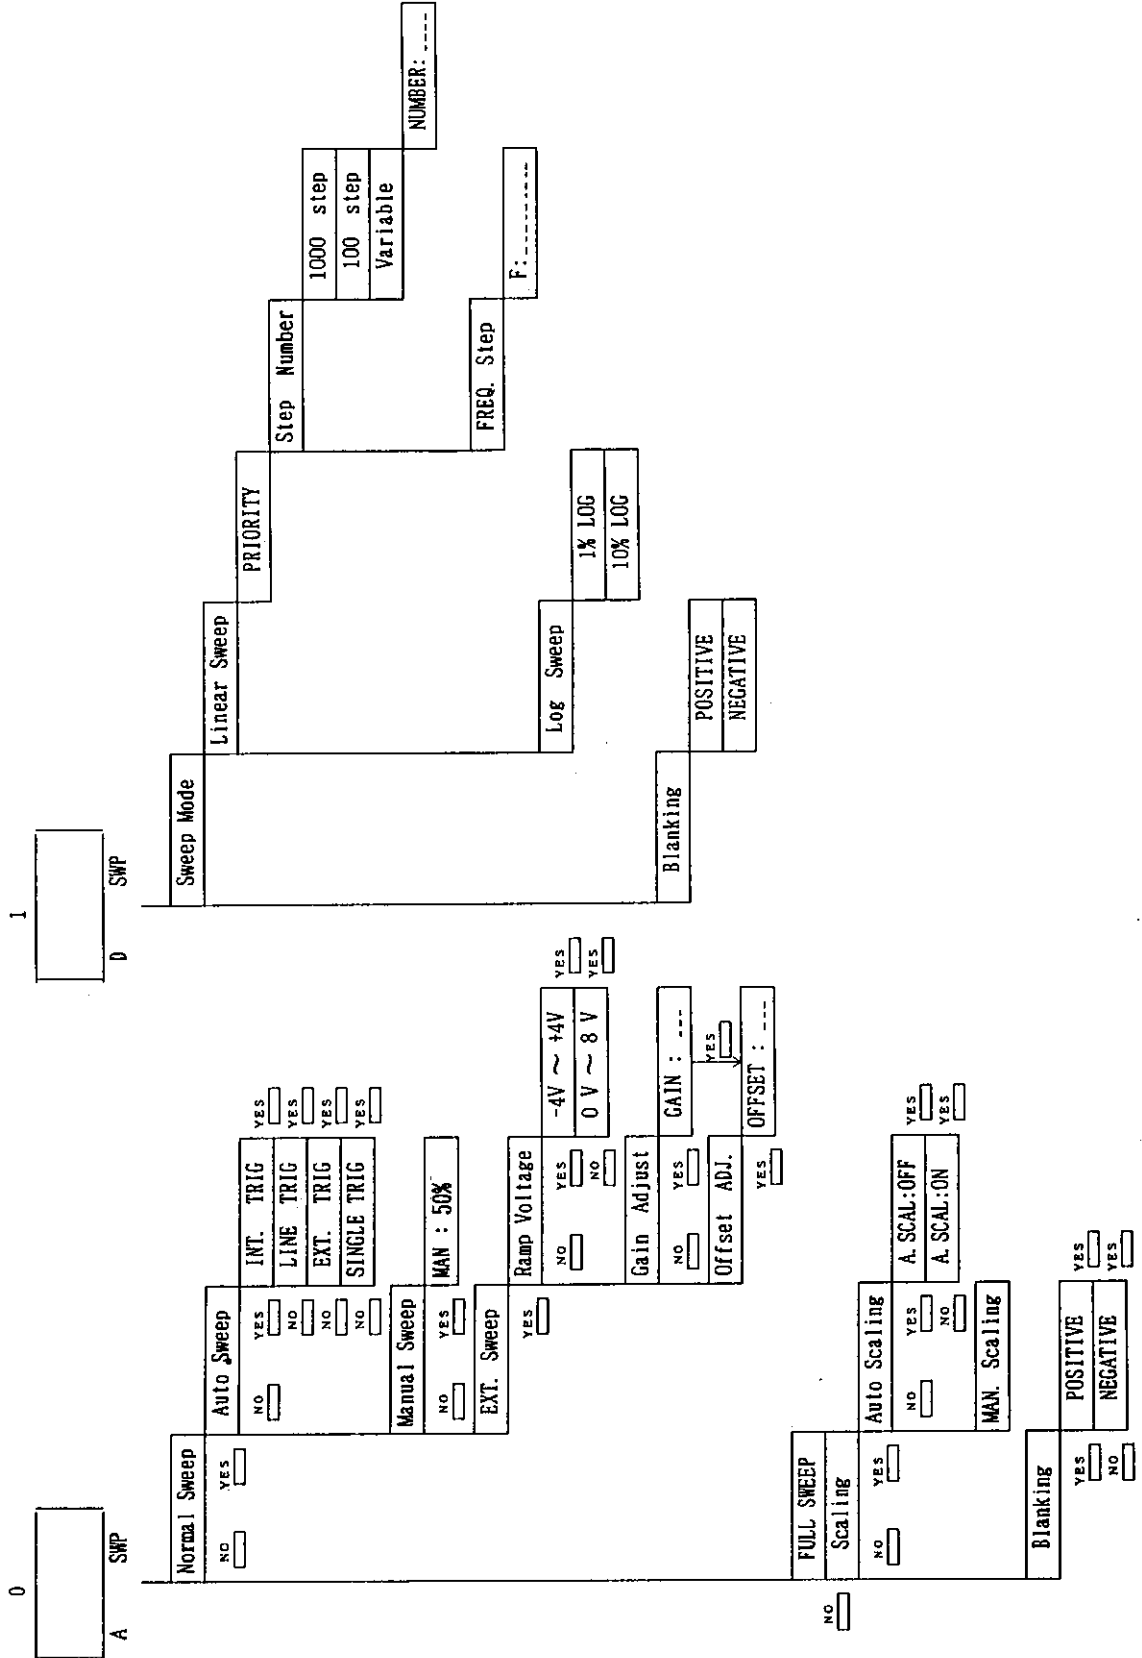 0
A SWP
Normal Sweep
NO
YES
Auto Sweep
NO
YES
INT. TRIG
YES
NO
LINE TRIG
YES
NO
EXT. TRIG
YES
NO
SINGLE TRIG
YES
Manual Sweep
NO
YES
MAN : 50%
EXT. Sweep
YES
Ramp Voltage
NO
YES
-4V ~ +4V
YES
NO
0 V ~ 8 V
YES
Gain Adjust
NO
YES
GAIN : ---
YES
Offset ADJ.
YES
OFFSET : ---
FULL SWEEP
NO
Scaling
NO
YES
Auto Scaling
NO
YES
A. SCAL:OFF
YES
NO
A. SCAL:ON
YES
MAN. Scaling
Blanking
YES
POSITIVE
YES
NO
NEGATIVE
YES
1
D SWP
Sweep Mode
Linear Sweep
PRIORITY
Step Number
1000 step
100 step
Variable
NUMBER: ----
FREQ. Step
F:---------
Log Sweep
1% LOG
10% LOG
Blanking
POSITIVE
NEGATIVE